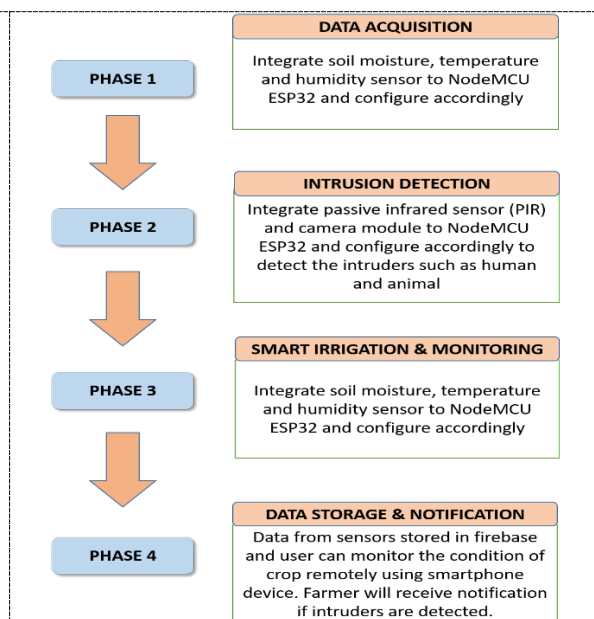 DATA ACQUISITION
PHASE 1
Integrate soil moisture, temperature
and humidity sensor to NodeMCU
ESP32 and configure accordingly
INTRUSION DETECTION
PHASE 2
Integrate passive infrared sensor (PIR)
and camera module to NodeMCU
ESP32 and configure accordingly to
detect the intruders such as human
and animal
SMART IRRIGATION & MONITORING
PHASE 3
Integrate soil moisture, temperature
and humidity sensor to NodeMCU
ESP32 and configure accordingly
DATA STORAGE & NOTIFICATION
PHASE 4
Data from sensors stored in firebase
and user can monitor the condition of
crop remotely using smartphone
device. Farmer will receive notification
if intruders are detected.